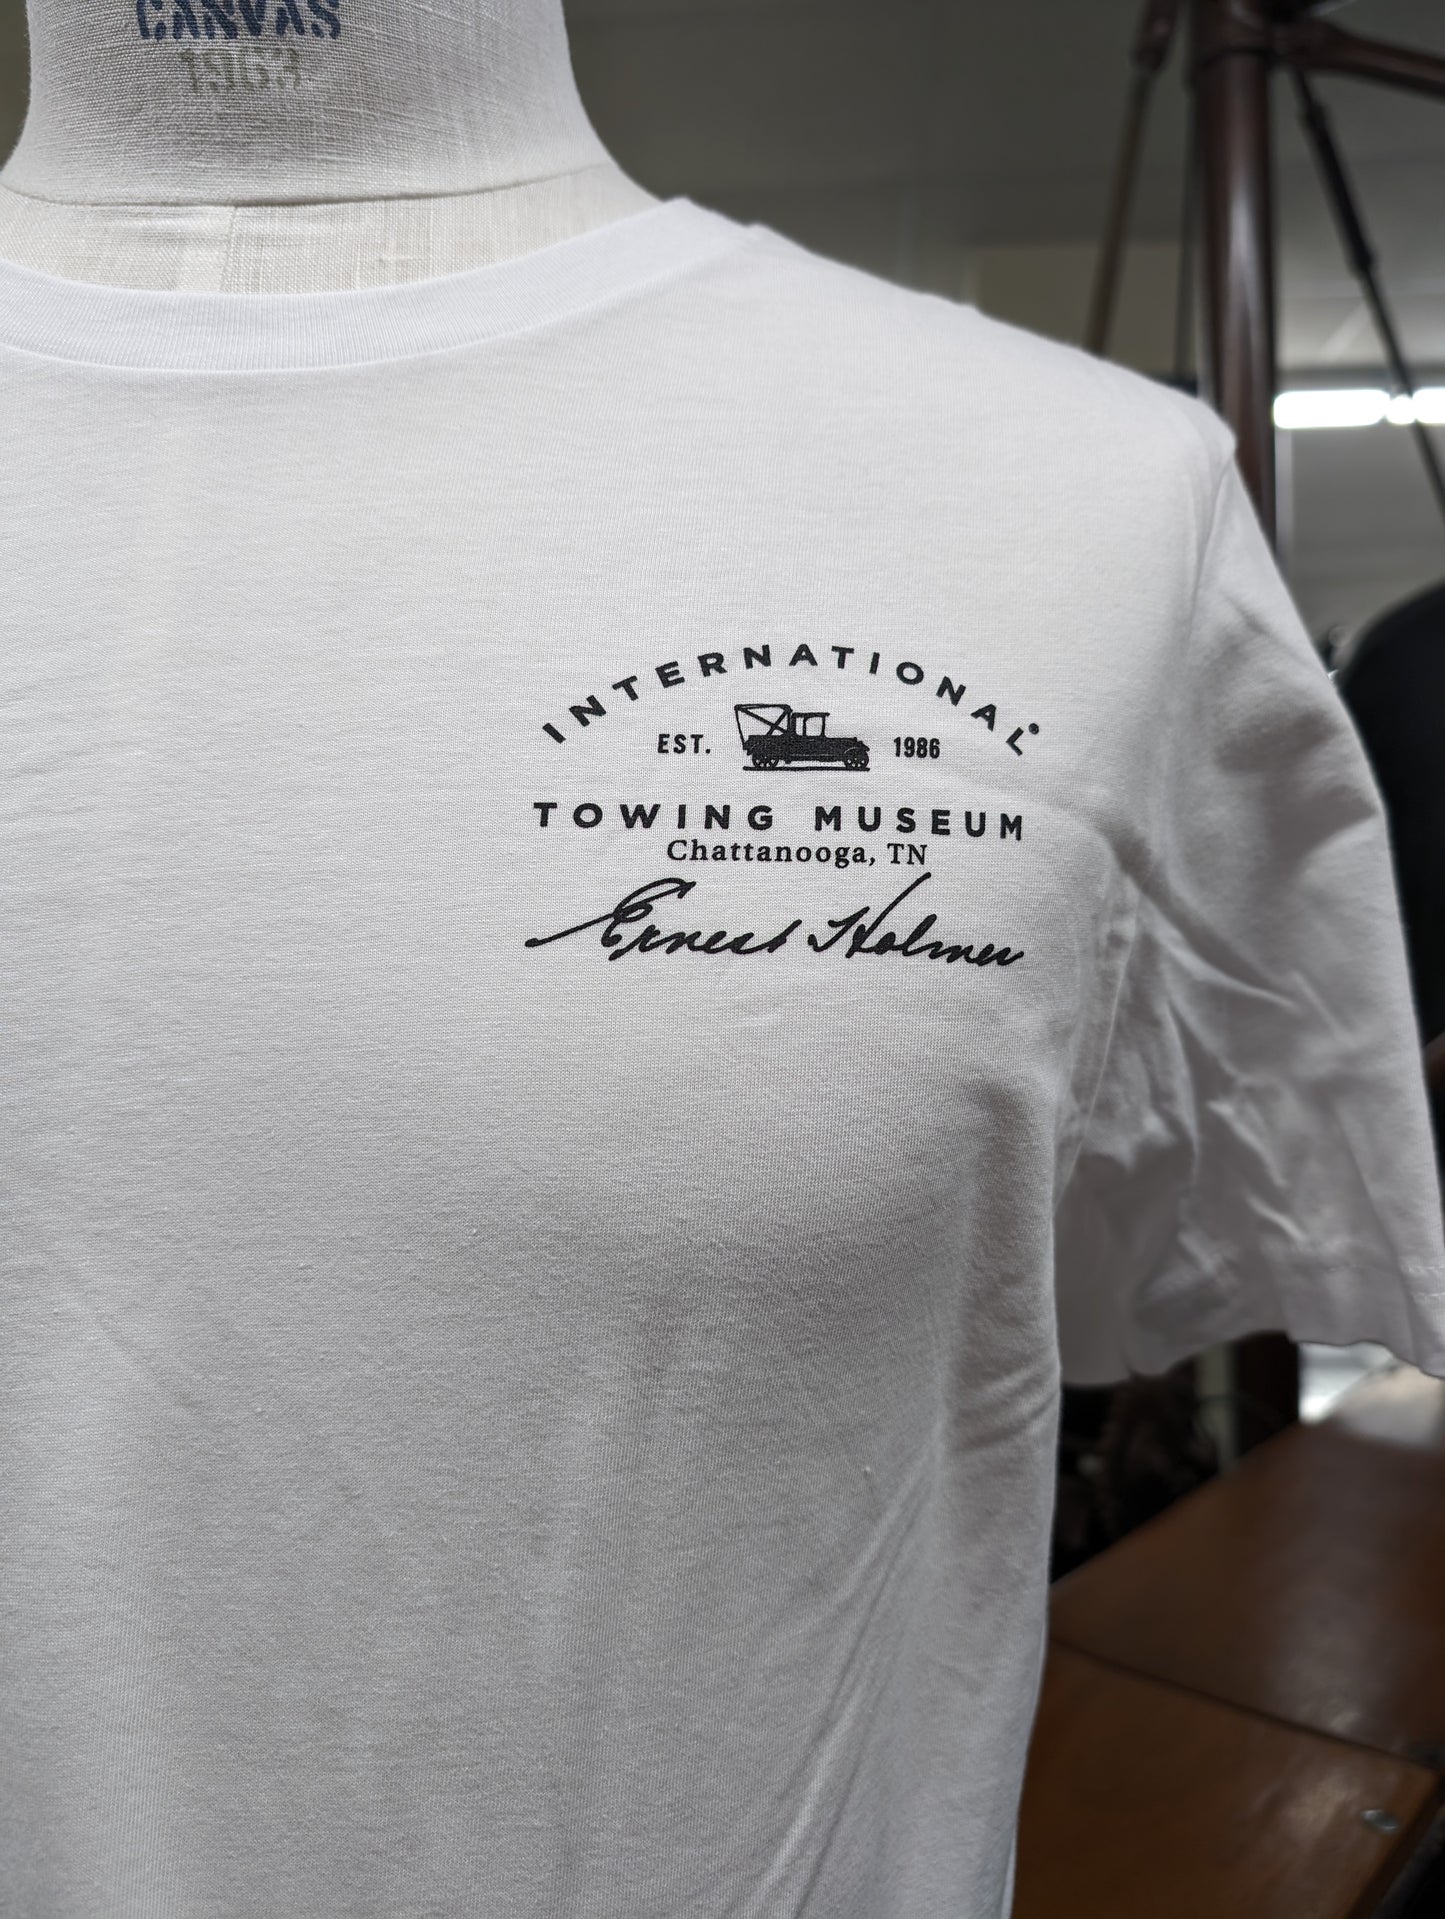 CANVAS
1963
INTERNATIONAL®
EST. 1986
TOWING MUSEUM
Chattanooga, TN
Ernest Holmes